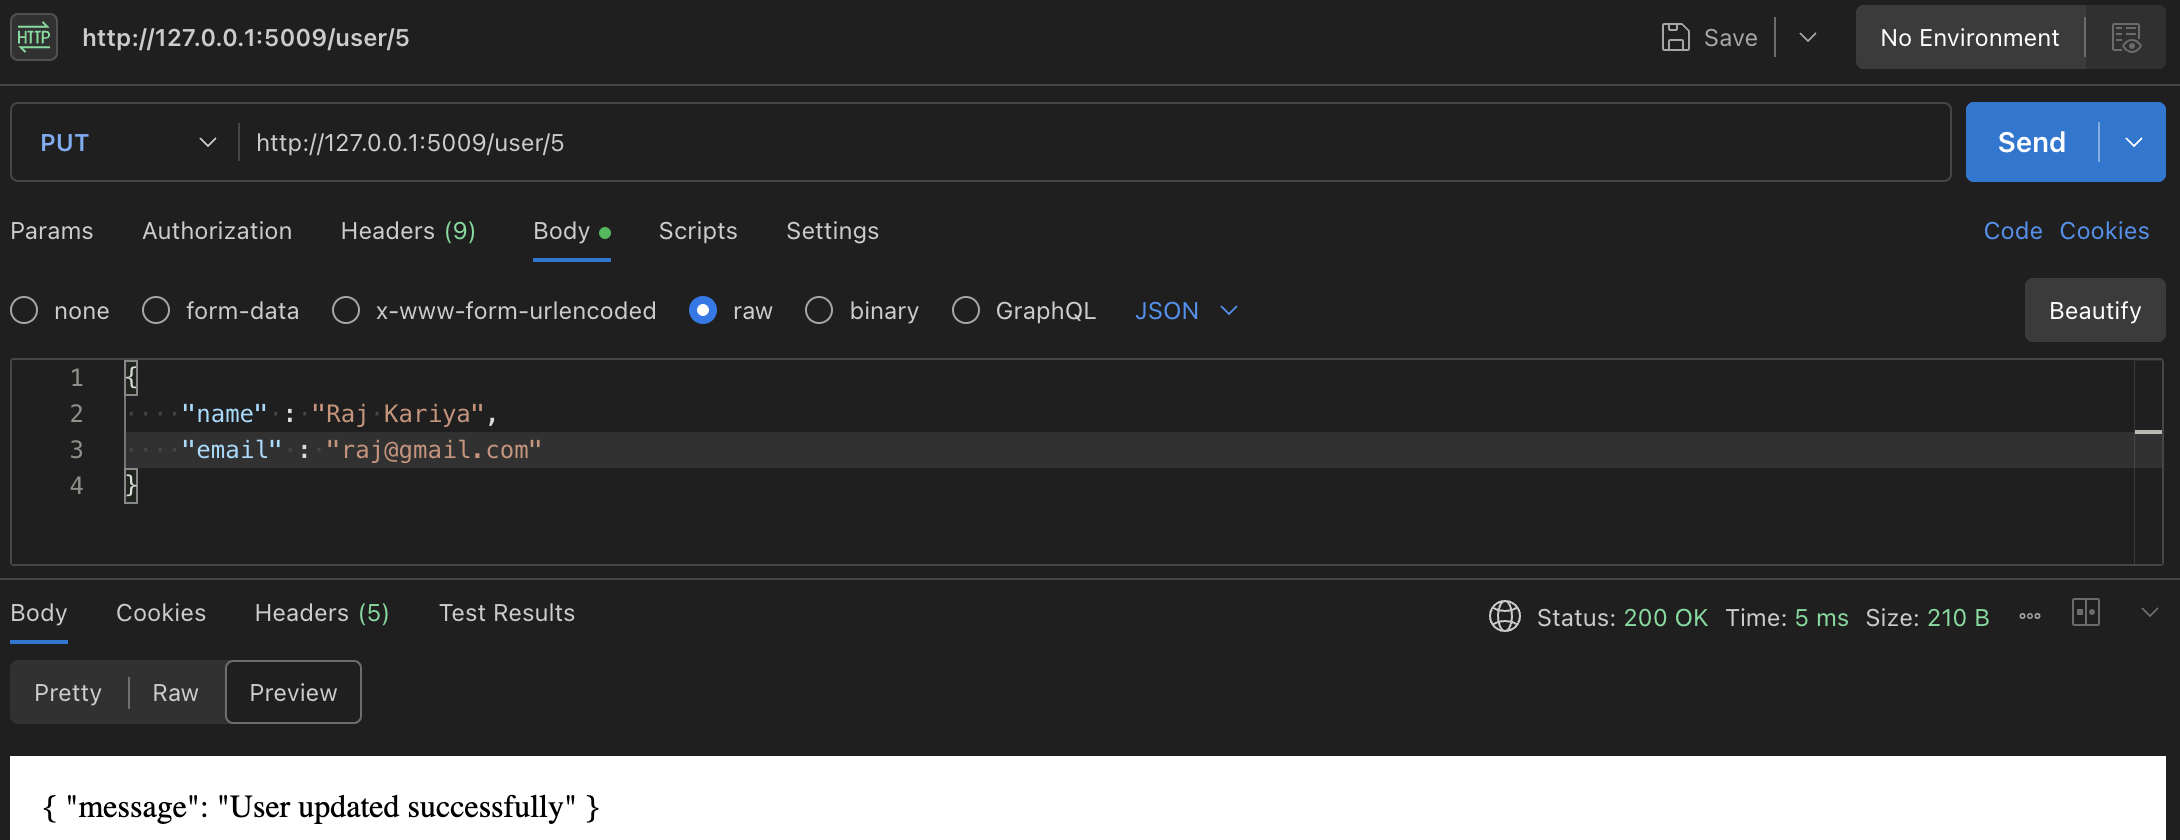 HTTP http://127.0.0.1:5009/user/5 Save No Environment
PUT http://127.0.0.1:5009/user/5 Send
Params Authorization Headers (9) Body Scripts Settings Code Cookies
none form-data x-www-form-urlencoded raw binary GraphQL JSON Beautify
1 {
2 "name" : "Raj Kariya",
3 "email" : "raj@gmail.com"
4 }
Body Cookies Headers (5) Test Results Status: 200 OK Time: 5 ms Size: 210 B
Pretty Raw Preview
{ "message": "User updated successfully" }